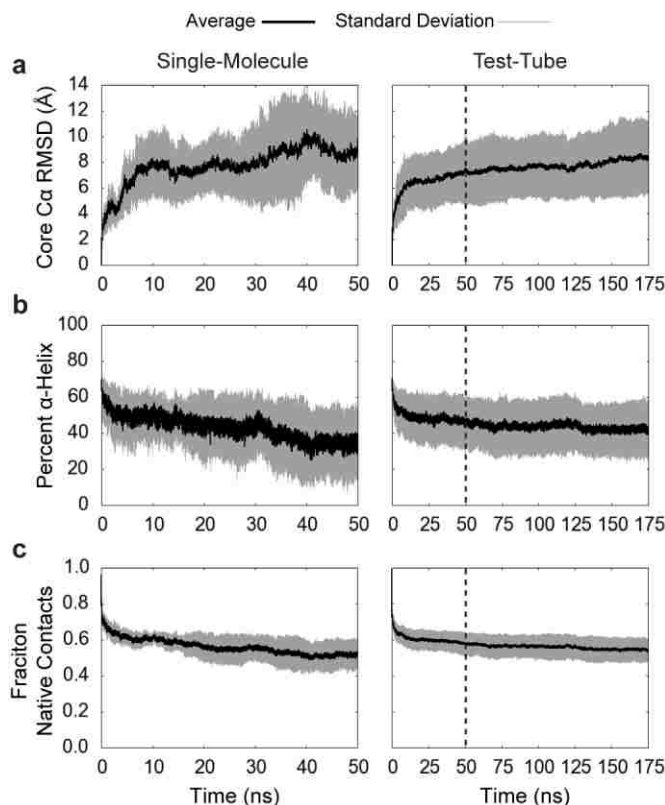 Average Standard Deviation
Single-Molecule Test-Tube
a
Core Cα RMSD (Å)
14
12
10
8
6
4
2
0
0 10 20 30 40 50
0 25 50 75 100 125 150 175
b
Percent α-Helix
100
80
60
40
20
0
0 10 20 30 40 50
0 25 50 75 100 125 150 175
c
Fraciton
Native Contacts
1.0
0.8
0.6
0.4
0.2
0.0
0 10 20 30 40 50
0 25 50 75 100 125 150 175
Time (ns) Time (ns)